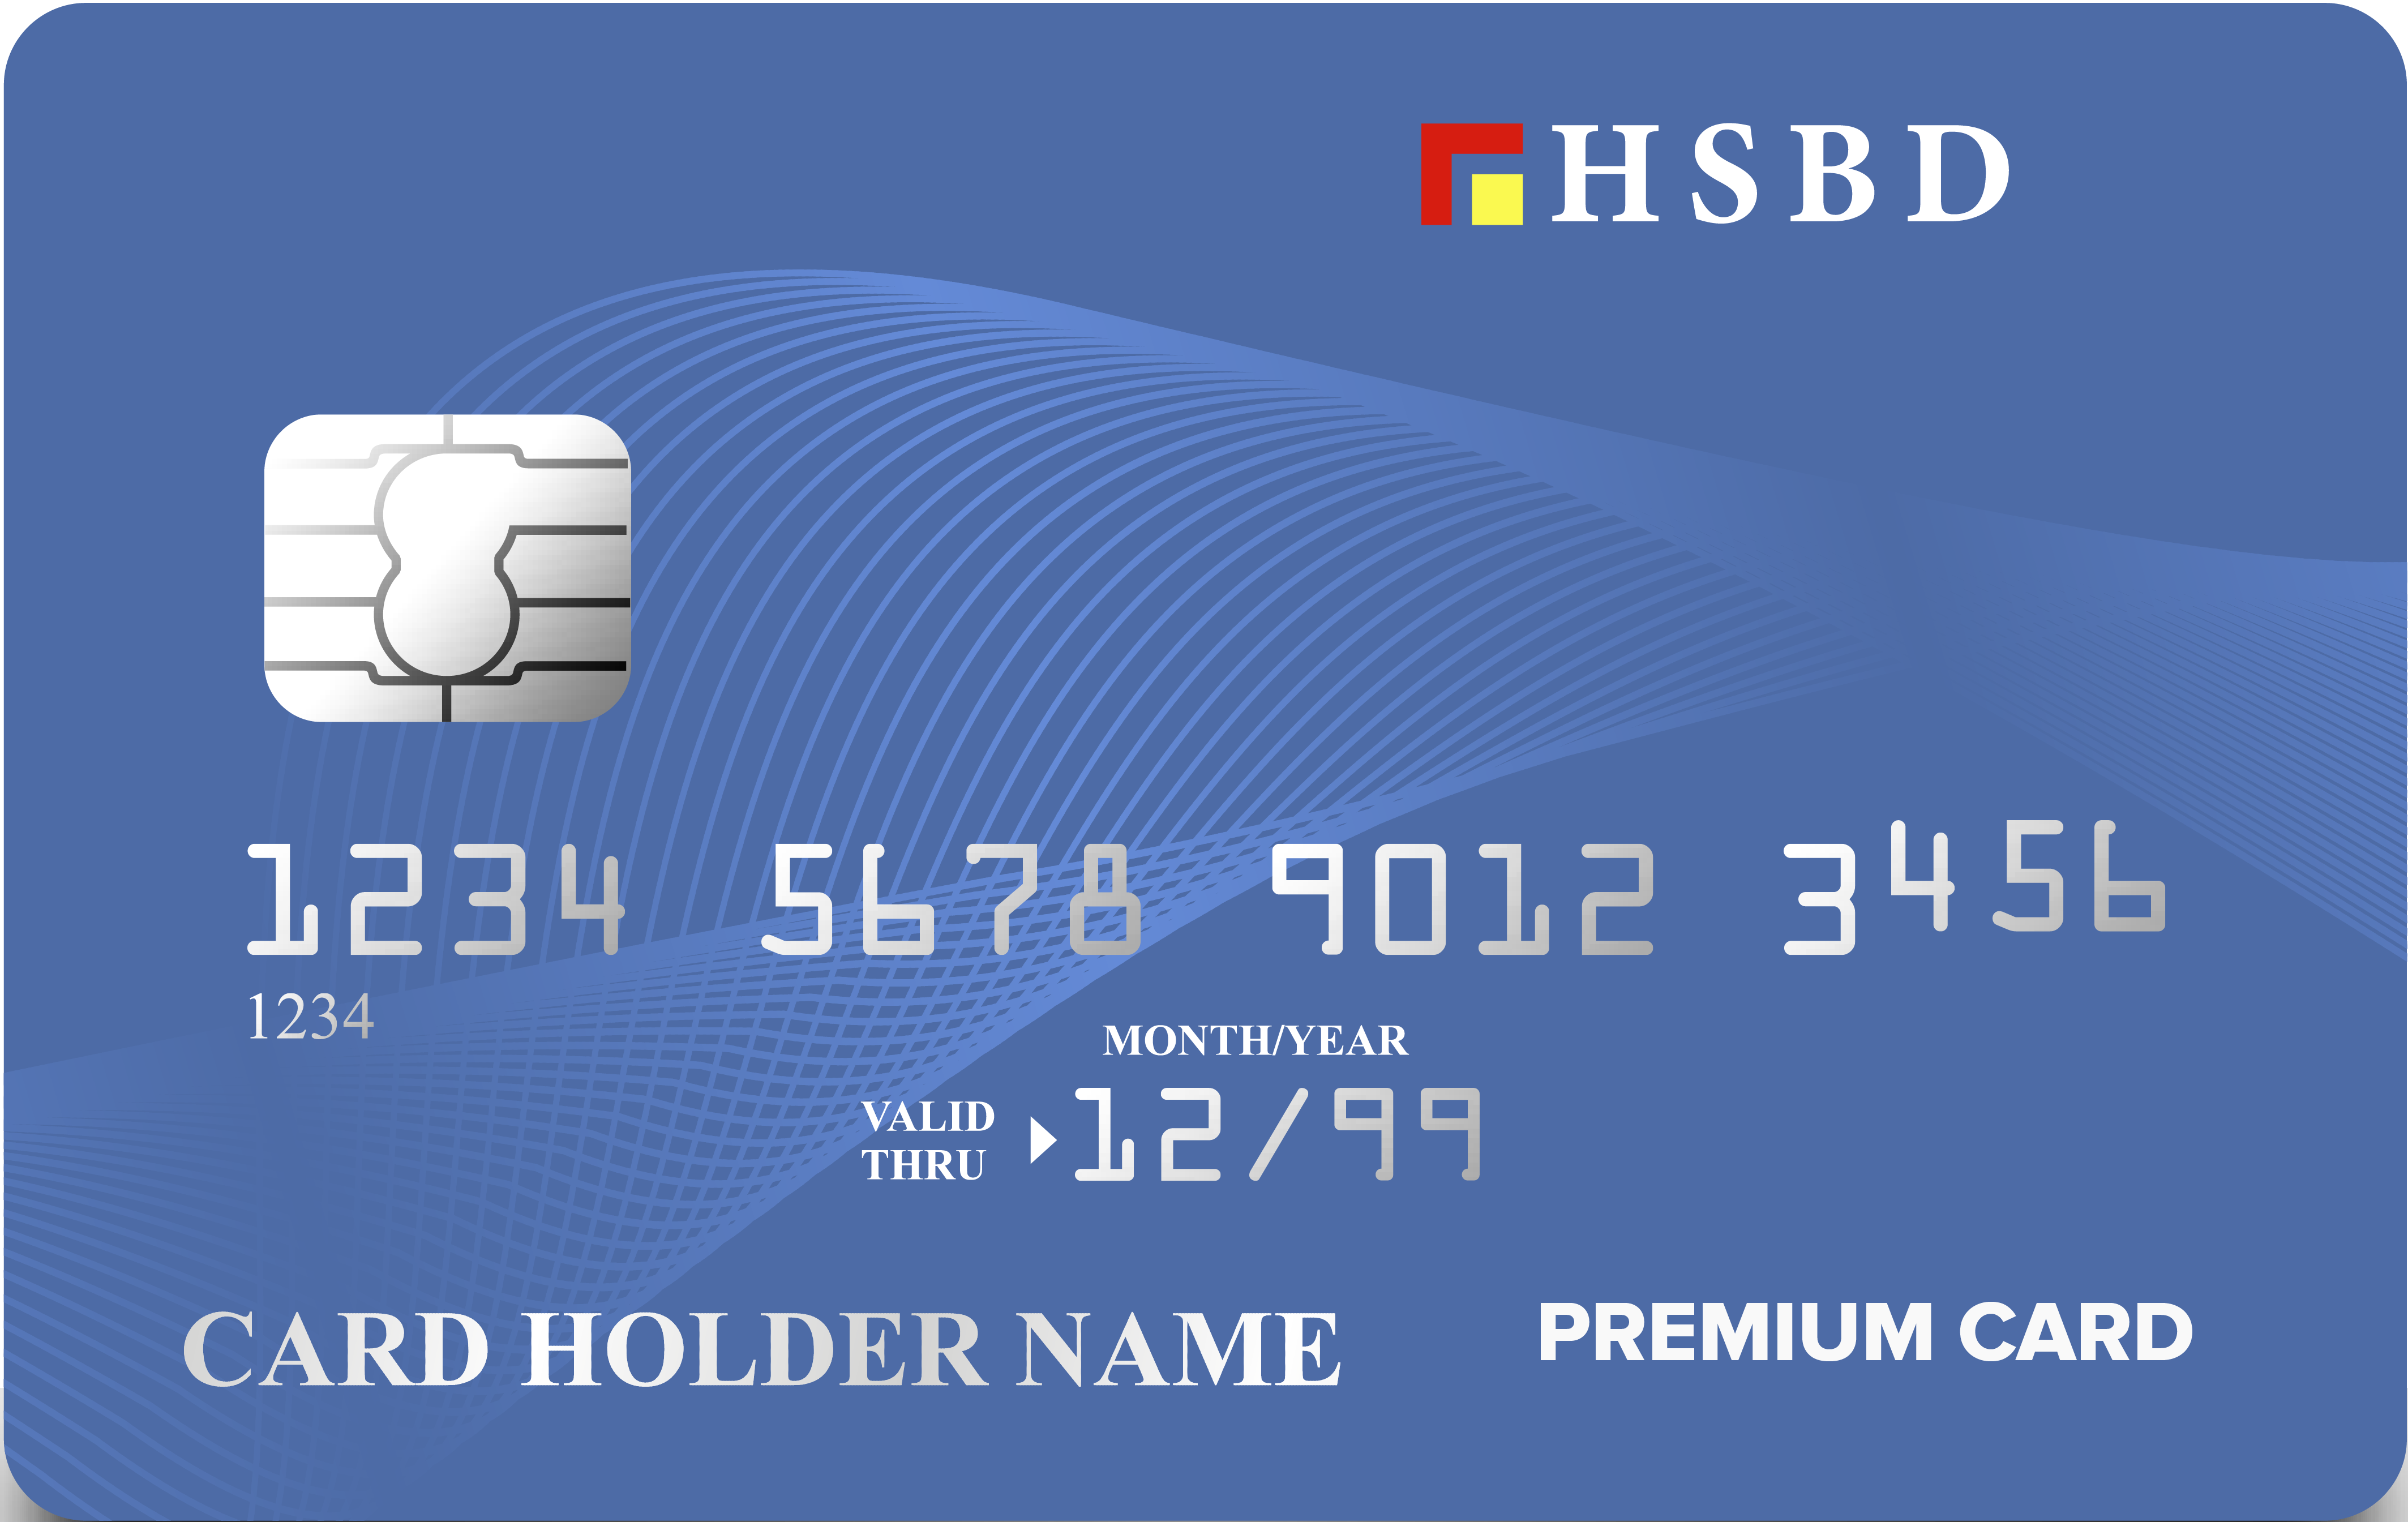 HSBD
1234 5678 9012 3456
1234
MONTH/YEAR
VALID
THRU
12/99
CARD HOLDER NAME
PREMIUM CARD